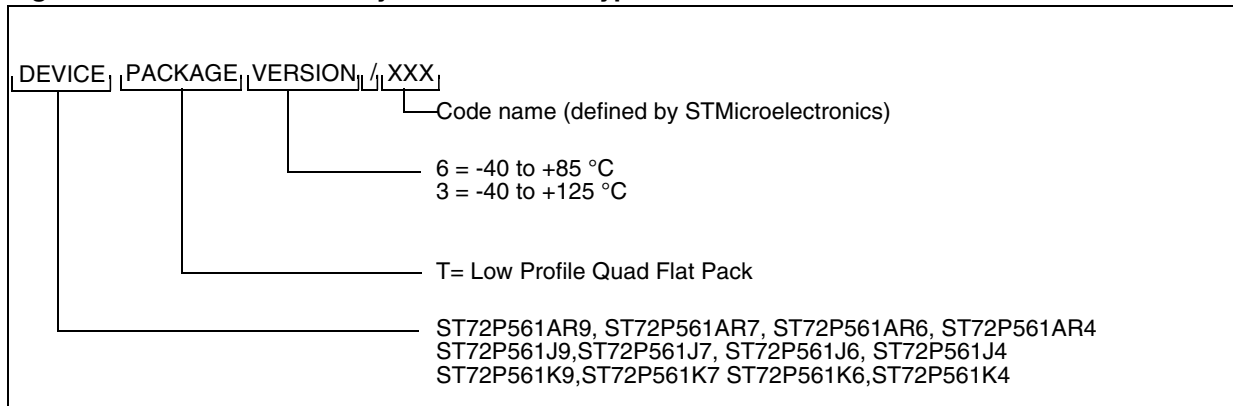 DEVICE PACKAGE VERSION / XXX
Code name (defined by STMicroelectronics)
6 = -40 to +85 °C
3 = -40 to +125 °C
T= Low Profile Quad Flat Pack
ST72P561AR9, ST72P561AR7, ST72P561AR6, ST72P561AR4
ST72P561J9,ST72P561J7, ST72P561J6, ST72P561J4
ST72P561K9,ST72P561K7 ST72P561K6,ST72P561K4